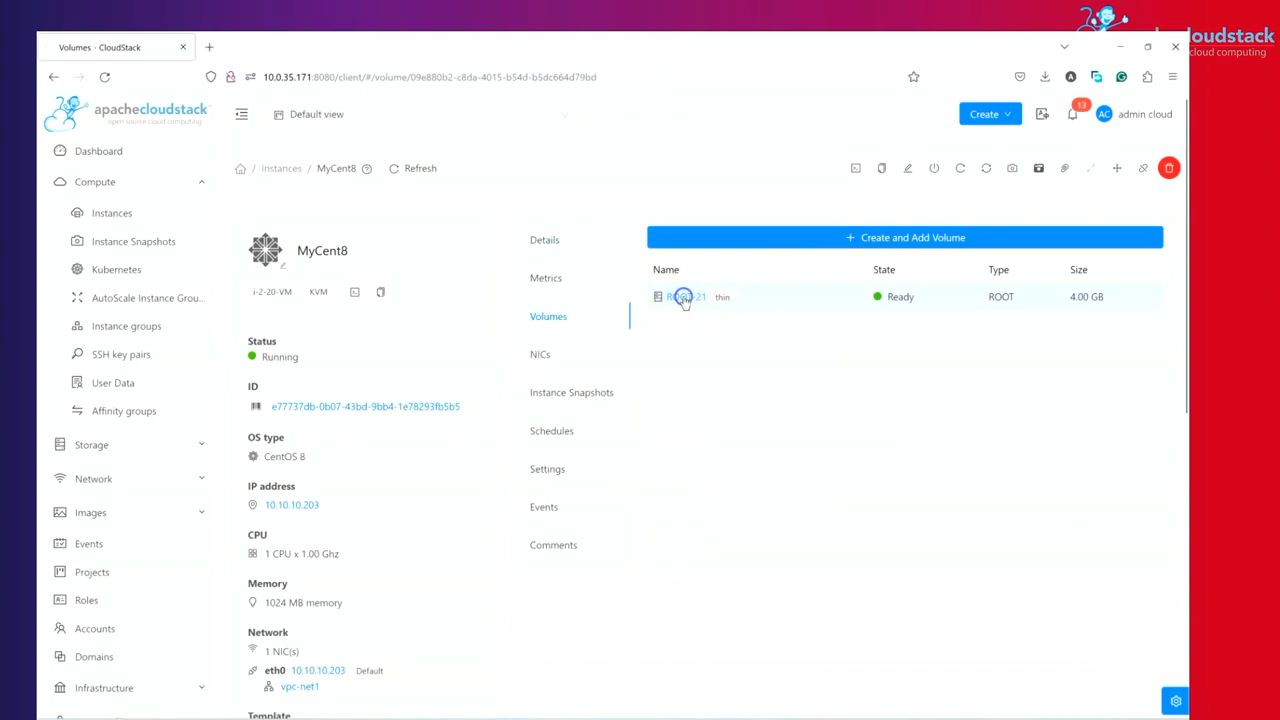 cloudstack
cloud computing
Volumes - CloudStack
10.0.35.171:8080/client/#/volume/09e880b2-c8da-4015-b54d-b5dc664d79bd
apachecloudstack
open source cloud computing
Default view
Create
13
AC
admin cloud
Dashboard
Compute
Instances
Instance Snapshots
Kubernetes
AutoScale Instance Grou...
Instance groups
SSH key pairs
User Data
Affinity groups
Storage
Network
Images
Events
Projects
Roles
Accounts
Domains
Infrastructure
/ Instances / MyCent8
Refresh
MyCent8
i-2-20-VM
KVM
Status
Running
ID
e77737db-0b07-43bd-9bb4-1e78293fb5b5
OS type
CentOS 8
IP address
10.10.10.203
CPU
1 CPU x 1.00 Ghz
Memory
1024 MB memory
Network
1 NIC(s)
eth0 10.10.10.203 Default
vpc-net1
Template
Details
Metrics
Volumes
NICs
Instance Snapshots
Schedules
Settings
Events
Comments
+ Create and Add Volume
Name State Type Size
thin Ready ROOT 4.00 GB